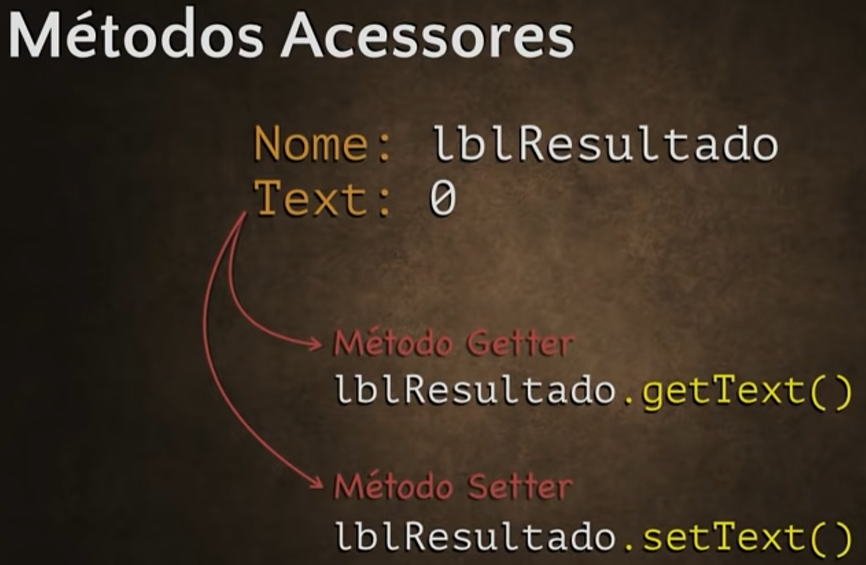 Métodos Acessores
Nome: lblResultado
Text: 0
Método Getter
lblResultado.getText()
Método Setter
lblResultado.setText()